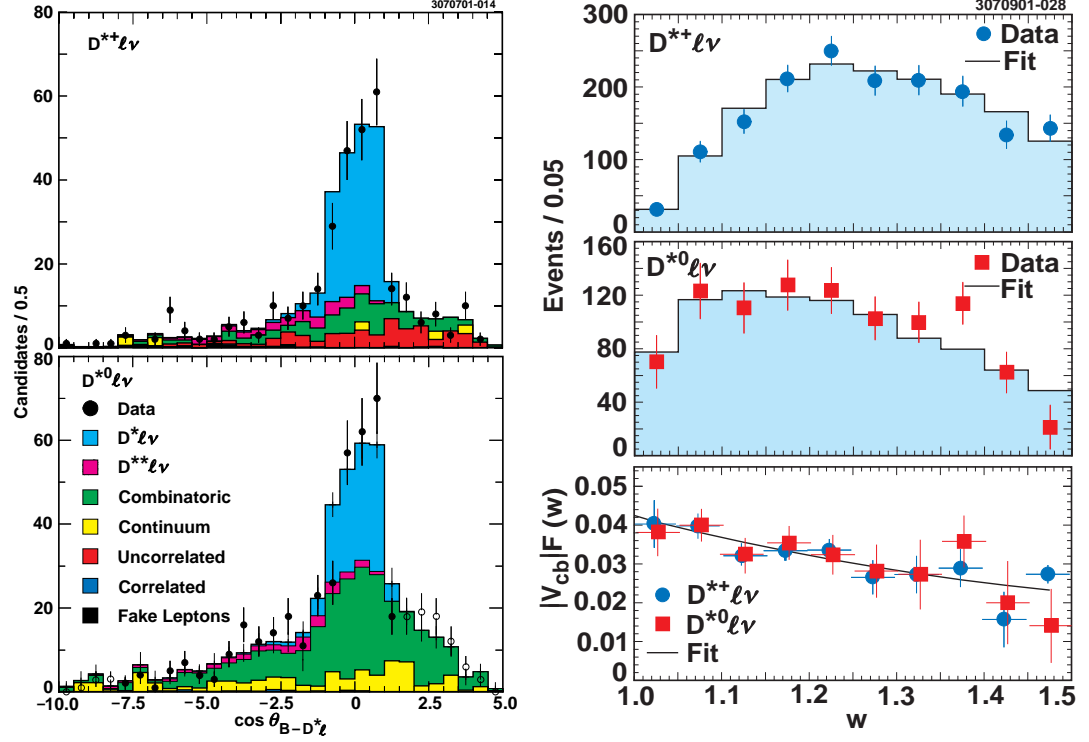 3070701-014
D*+ℓν
80
60
40
20
0
Candidates / 0.5
D*0ℓν
Data
D*ℓν
D**ℓν
Combinatoric
Continuum
Uncorrelated
Correlated
Fake Leptons
80
60
40
20
0
−10.0 −7.5 −5.0 −2.5 0 2.5 5.0
cos θB−D*ℓ
3070901-028
D*+ℓν
Data
Fit
300
200
100
0
Events / 0.05
D*0ℓν
Data
Fit
160
120
80
40
0
|Vcb|F (w)
0.05
0.04
0.03
0.02
0.01
0
D*+ℓν
D*0ℓν
Fit
1.0 1.1 1.2 1.3 1.4 1.5
w